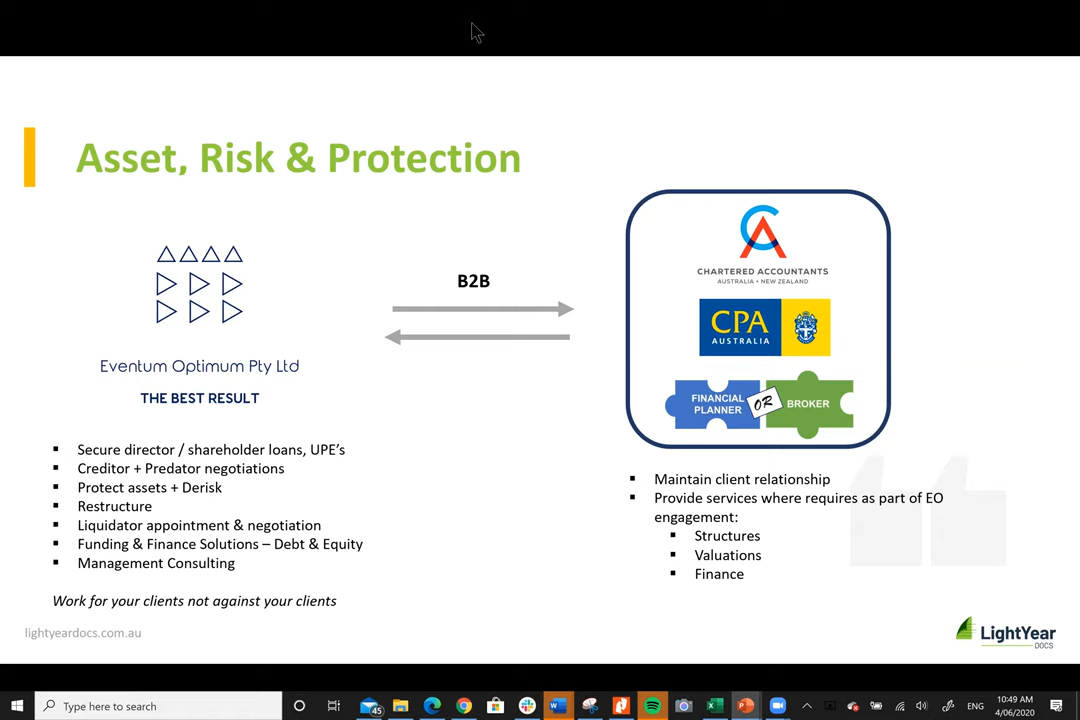 Asset, Risk & Protection
B2B
Eventum Optimum Pty Ltd
THE BEST RESULT
▪ Secure director / shareholder loans, UPE’s
▪ Creditor + Predator negotiations
▪ Protect assets + Derisk
▪ Restructure
▪ Liquidator appointment & negotiation
▪ Funding & Finance Solutions – Debt & Equity
▪ Management Consulting
Work for your clients not against your clients
lightyeardocs.com.au
CA
CHARTERED ACCOUNTANTS
AUSTRALIA + NEW ZEALAND
CPA
AUSTRALIA
FINANCIAL
PLANNER
OR
BROKER
▪ Maintain client relationship
▪ Provide services where requires as part of EO
engagement:
▪ Structures
▪ Valuations
▪ Finance
LightYear
DOCS
Type here to search
45
ENG
10:49 AM
4/06/2020